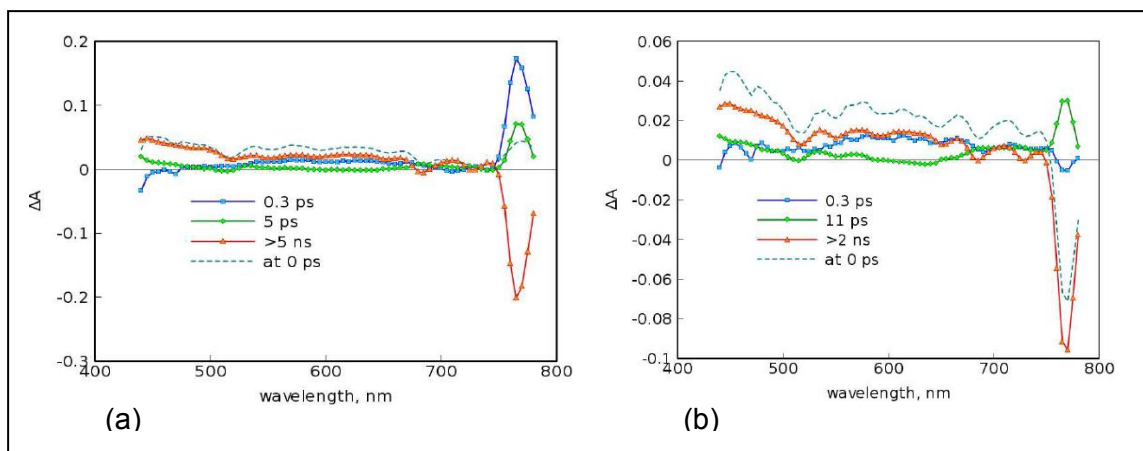 0.2
0.1
0
-0.1
-0.2
-0.3
ΔA
0.3 ps
5 ps
>5 ns
at 0 ps
400 500 600 700 800
wavelength, nm
(a)
0.06
0.04
0.02
0
-0.02
-0.04
-0.06
-0.08
-0.1
ΔA
0.3 ps
11 ps
>2 ns
at 0 ps
400 500 600 700 800
wavelength, nm
(b)